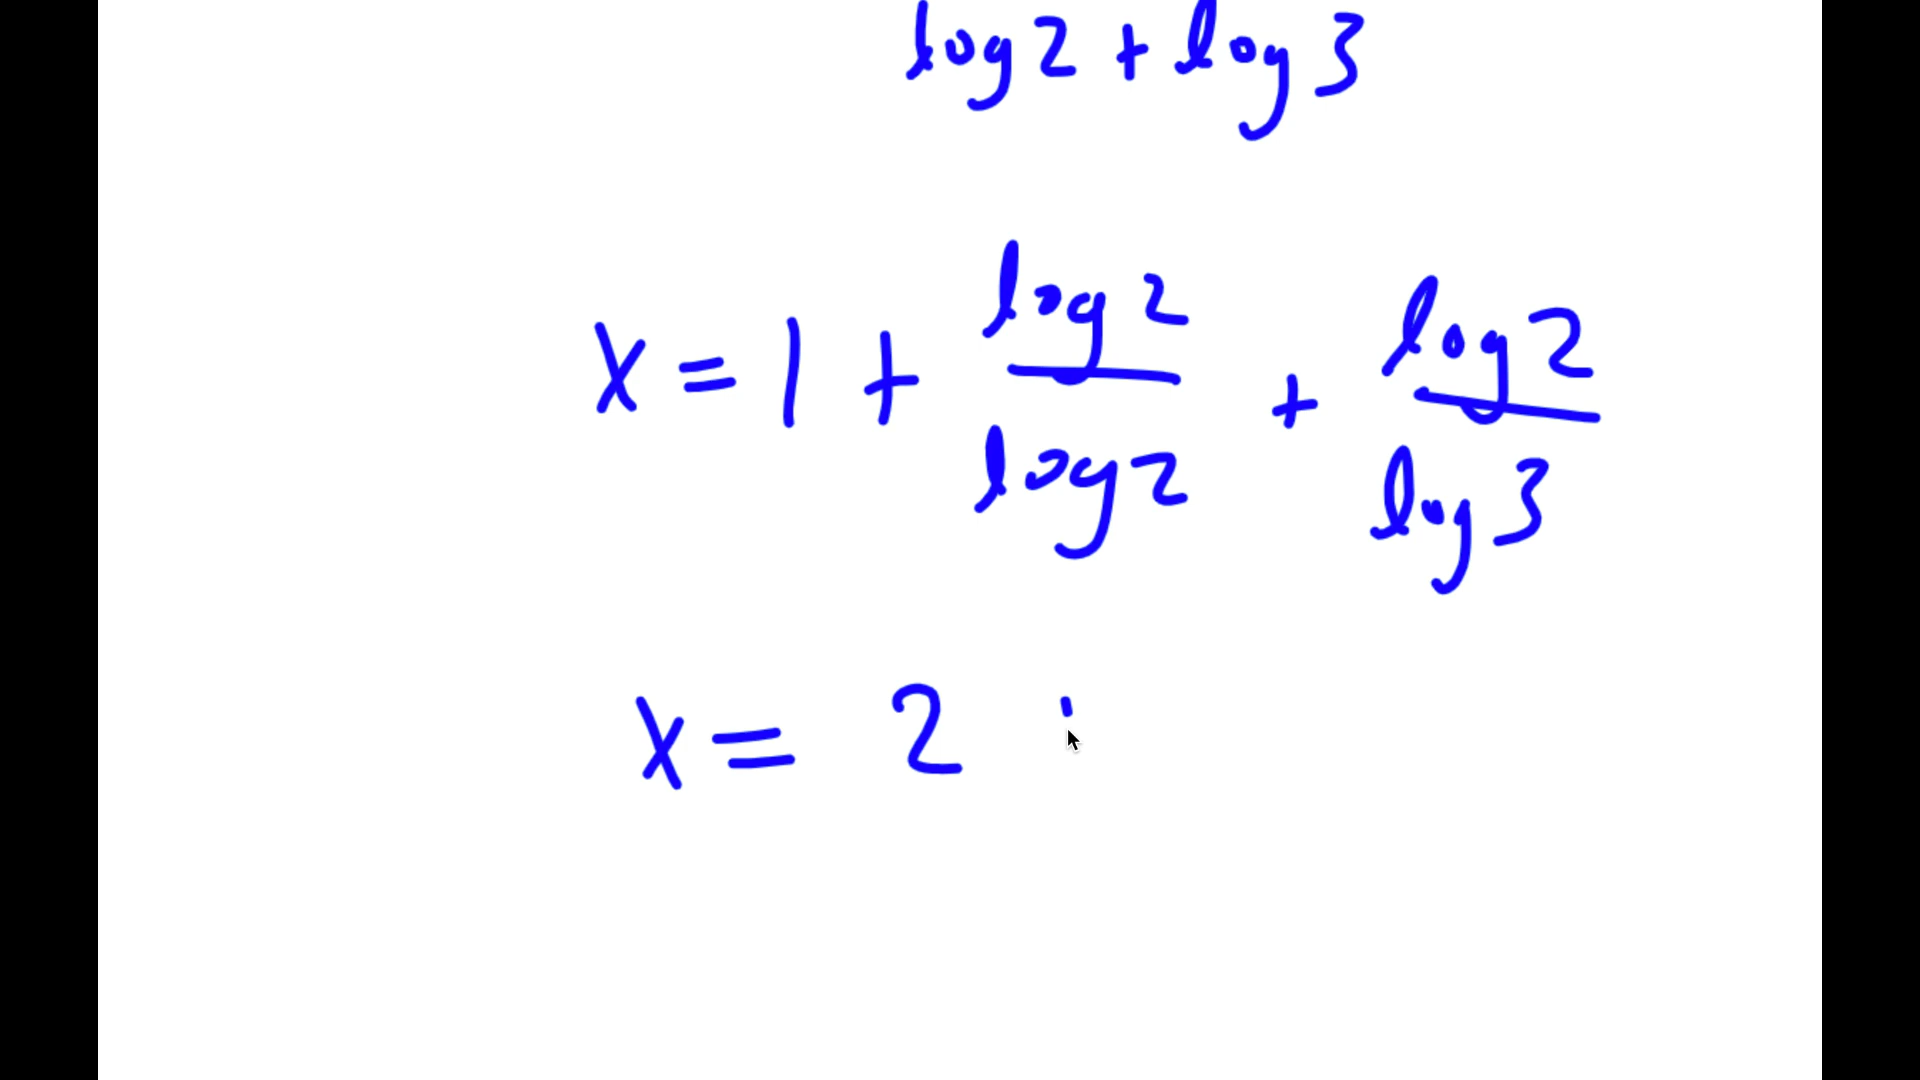 log 2 + log 3
x = 1 + log 2 / log 2 + log 2 / log 3
x = 2